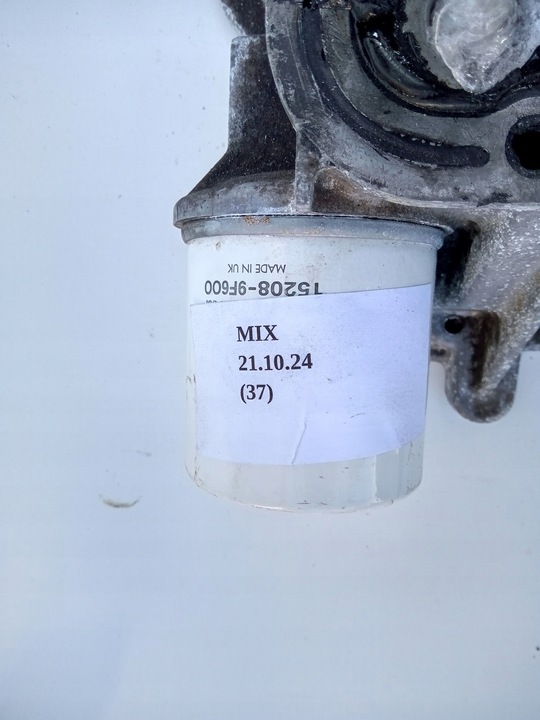 MADE IN UK
15208-9F600
MIX
21.10.24
(37)